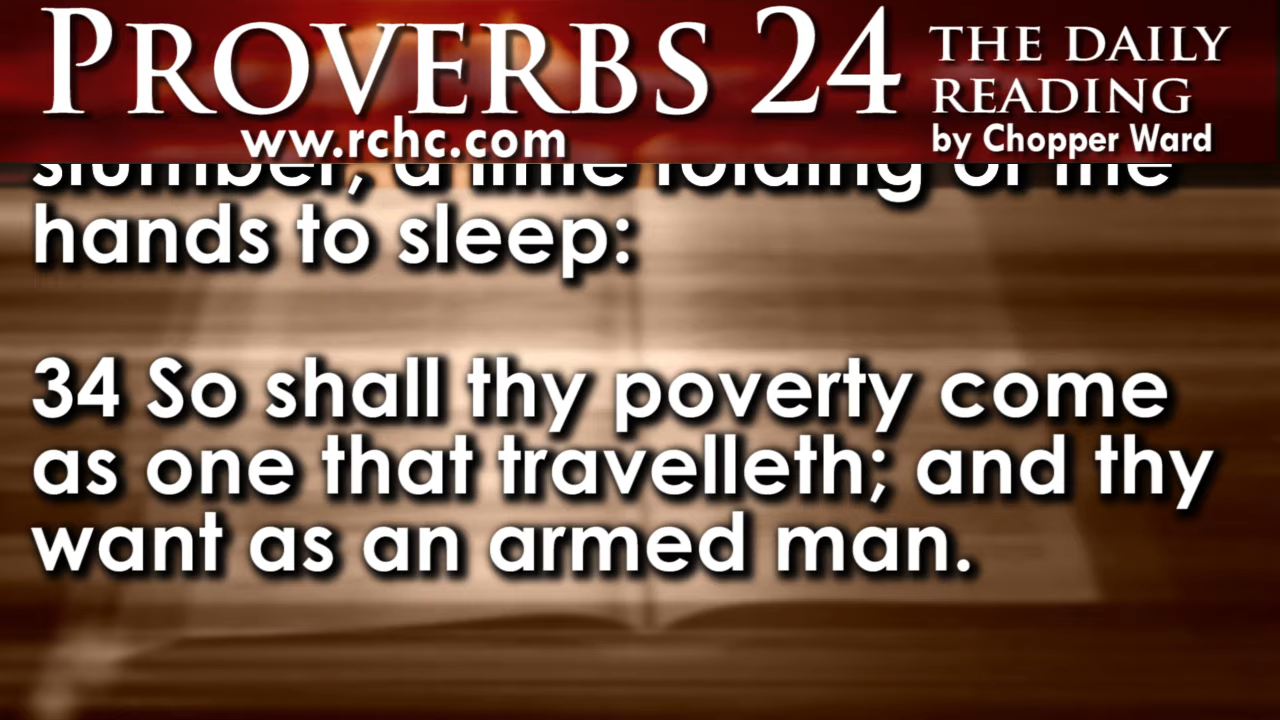 PROVERBS 24
THE DAILY
READING
www.rchc.com
by Chopper Ward
slumber, a little folding of the
hands to sleep:
34 So shall thy poverty come
as one that travelleth; and thy
want as an armed man.